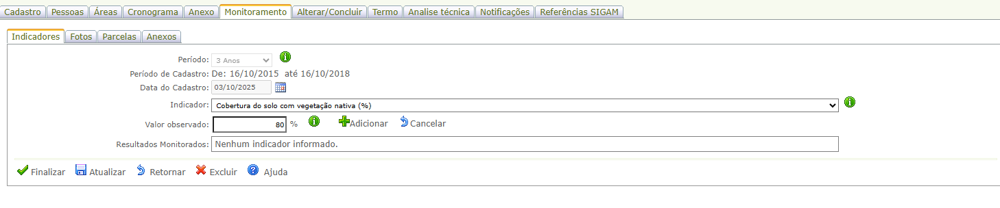 Cadastro Pessoas Áreas Cronograma Anexo Monitoramento Alterar/Concluir Termo Analise técnica Notificações Referências SIGAM
Indicadores Fotos Parcelas Anexos
Período: 3 Anos
Período de Cadastro: De: 16/10/2015 até 16/10/2018
Data do Cadastro: 03/10/2025
Indicador: Cobertura do solo com vegetação nativa (%)
Valor observado: 80 % Adicionar Cancelar
Resultados Monitorados: Nenhum indicador informado.
Finalizar Atualizar Retornar Excluir Ajuda